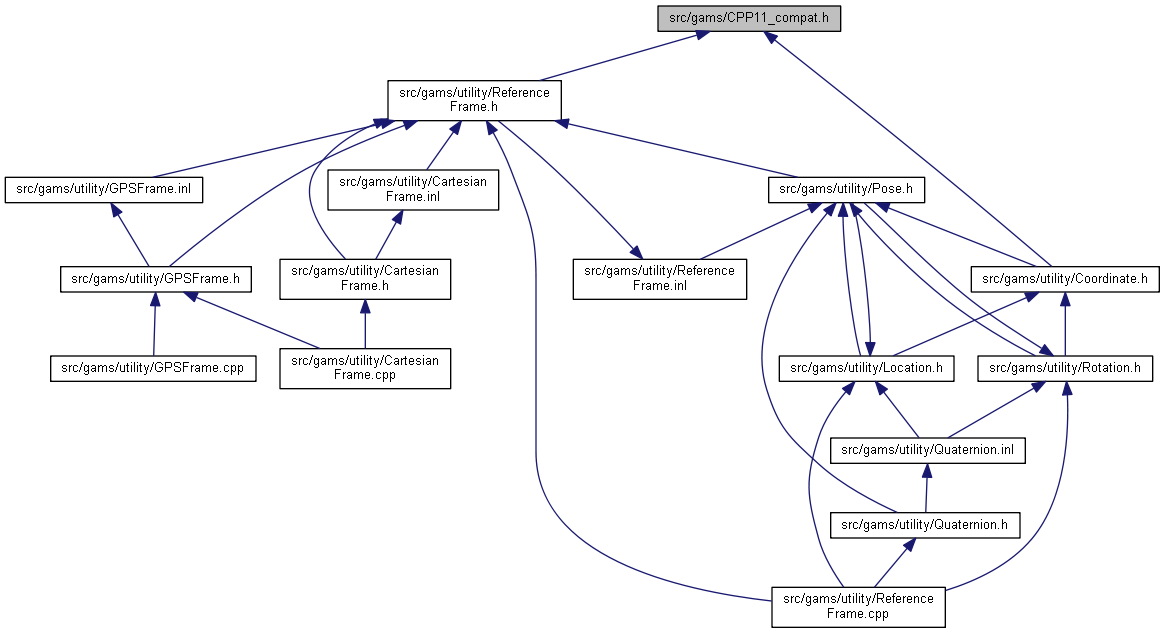 src/gams/CPP11_compat.h
src/gams/utility/Reference
Frame.h
src/gams/utility/GPSFrame.inl
src/gams/utility/Cartesian
Frame.inl
src/gams/utility/Pose.h
src/gams/utility/GPSFrame.h
src/gams/utility/Cartesian
Frame.h
src/gams/utility/Reference
Frame.inl
src/gams/utility/Coordinate.h
src/gams/utility/GPSFrame.cpp
src/gams/utility/Cartesian
Frame.cpp
src/gams/utility/Location.h
src/gams/utility/Rotation.h
src/gams/utility/Quaternion.inl
src/gams/utility/Quaternion.h
src/gams/utility/Reference
Frame.cpp